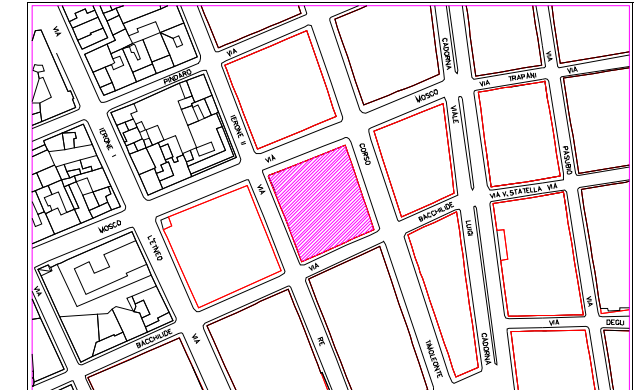 VIA
CADORNA
VIA
VIA
TRAPANI
VIA
PINDARO
MOSCO
VIALE
IERONE I
IERONE II
VIA
CORSO
PASUBIO
VIA
VIA V. STATELLA VIA
BACCHILIDE
MOSCO
L'ETNEO
LUIGI
VIA
VIA
VIA
BACCHILIDE
VIA
RE
TIMOLEONTE
CADORNA
VIA
DEGLI